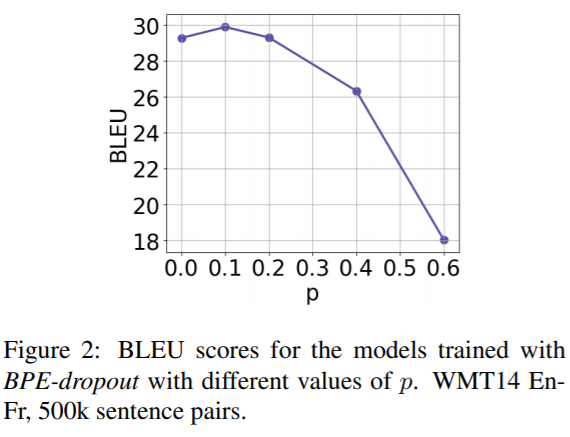 30
28
26
24
22
20
18
BLEU
0.0 0.1 0.2 0.3 0.4 0.5 0.6
p
Figure 2: BLEU scores for the models trained with
BPE-dropout with different values of p. WMT14 En-
Fr, 500k sentence pairs.